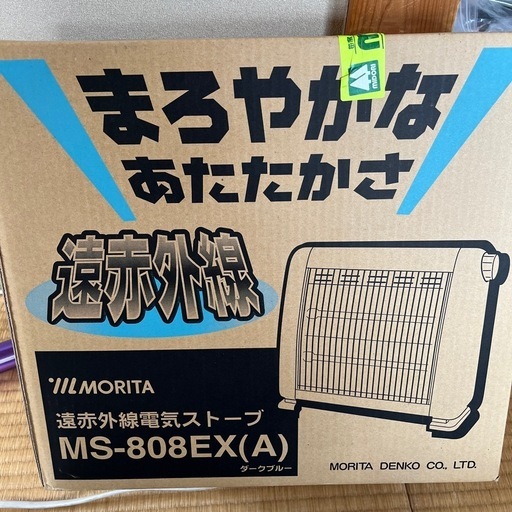 まろやかな
あたたかさ
遠赤外線
MORITA
遠赤外線電気ストーブ
MS-808EX(A)
ダークブルー
MORITA DENKO CO., LTD.
MIDORI